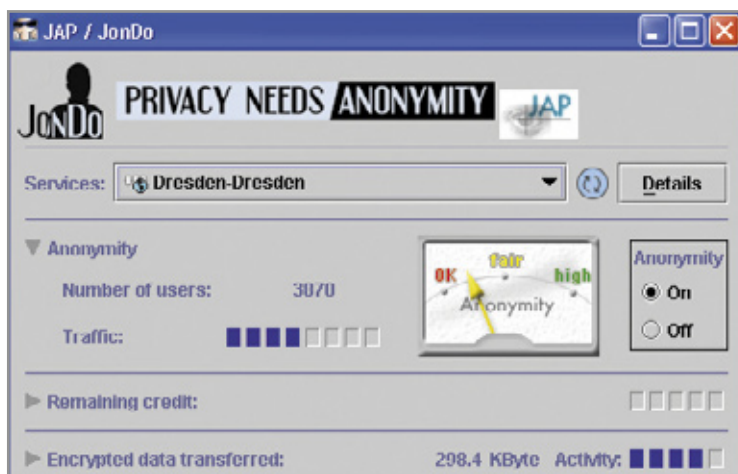 JAP / JonDo
JONDO PRIVACY NEEDS ANONYMITY JAP
Services: Dresden-Dresden Details
Anonymity
Number of users: 3070
Traffic:
OK fair high
Anonymity
Anonymity
On
Off
Remaining credit:
Encrypted data transferred: 298.4 KByte Activity: